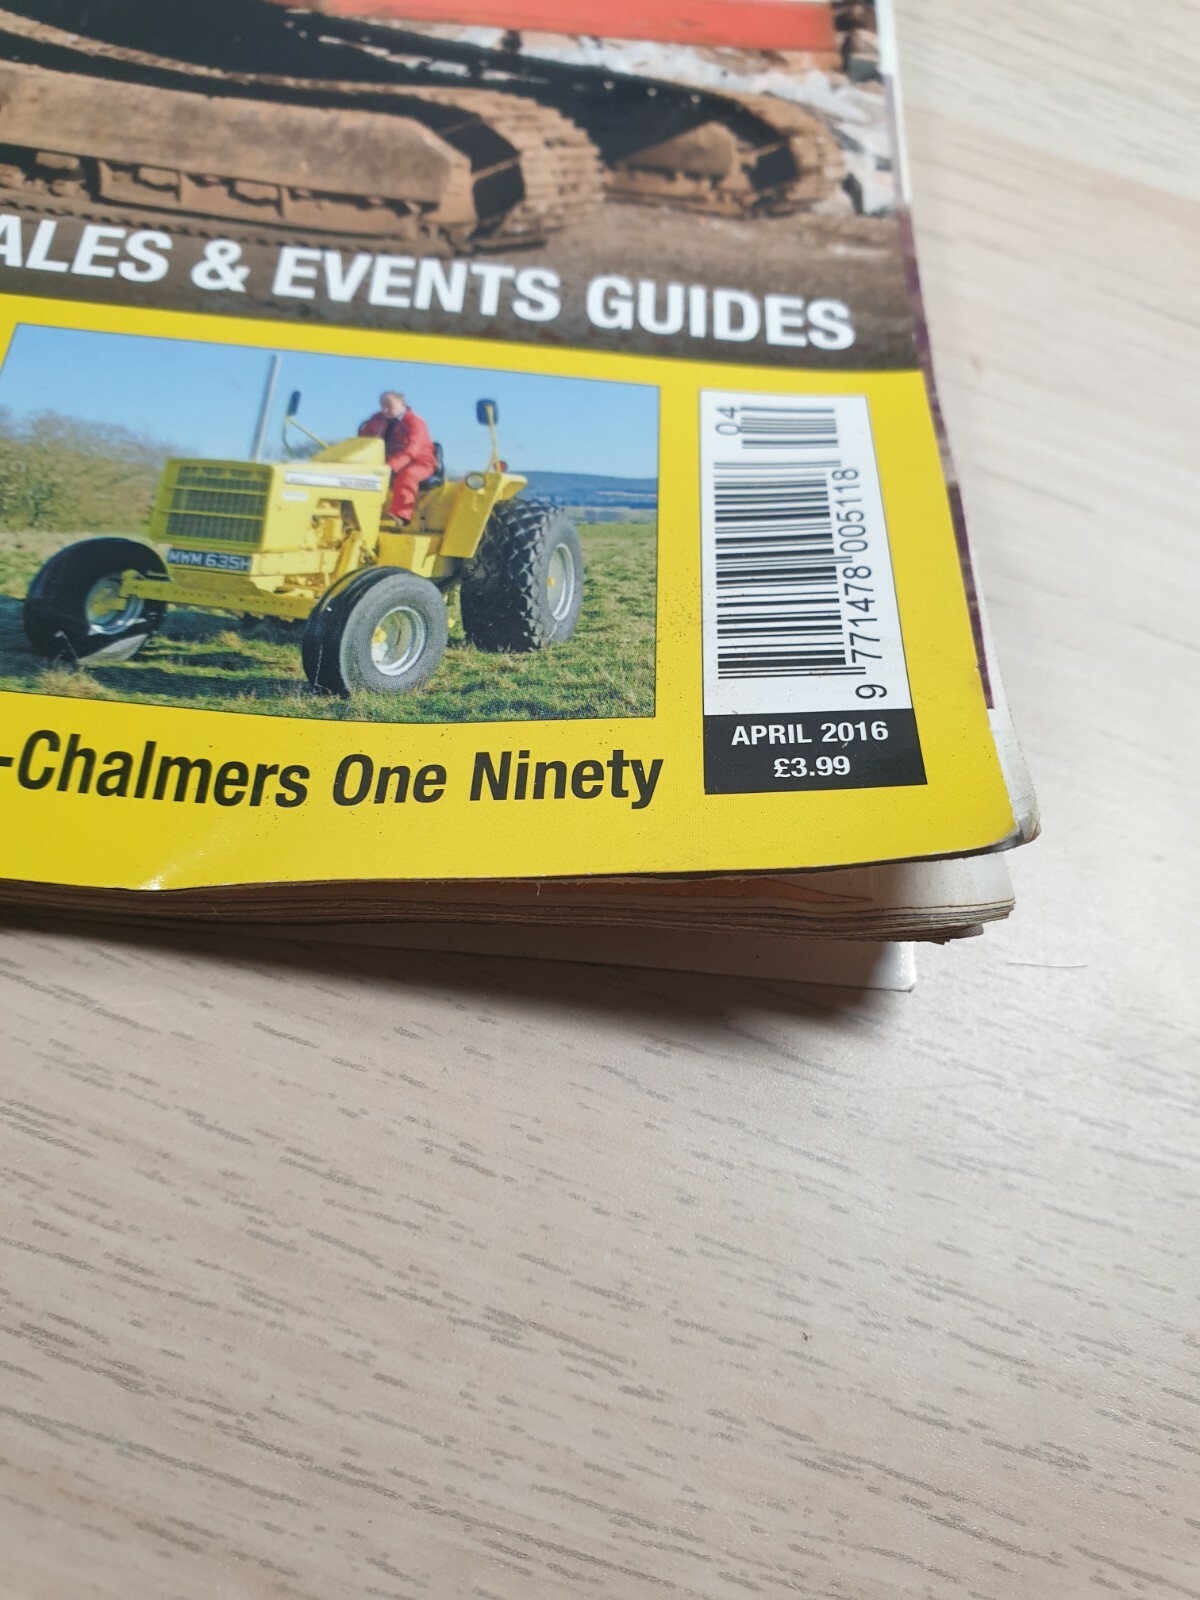 ALES & EVENTS GUIDES
MWM 635H
-Chalmers One Ninety
04
9 771478 005118
APRIL 2016
£3.99